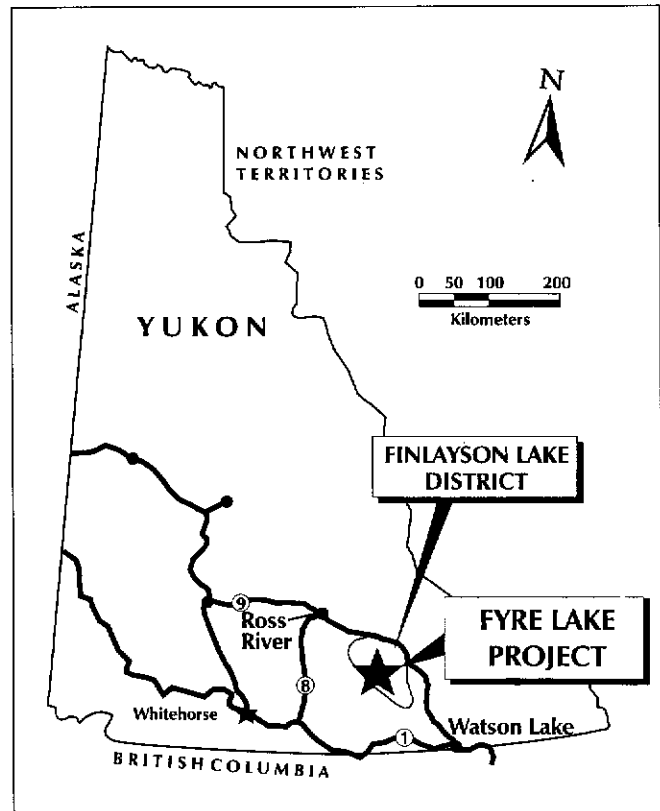 N
NORTHWEST
TERRITORIES
ALASKA
0 50 100 200
Kilometers
YUKON
FINLAYSON LAKE
DISTRICT
9
Ross
River
FYRE LAKE
PROJECT
8
Whitehorse
1
Watson Lake
BRITISH COLUMBIA